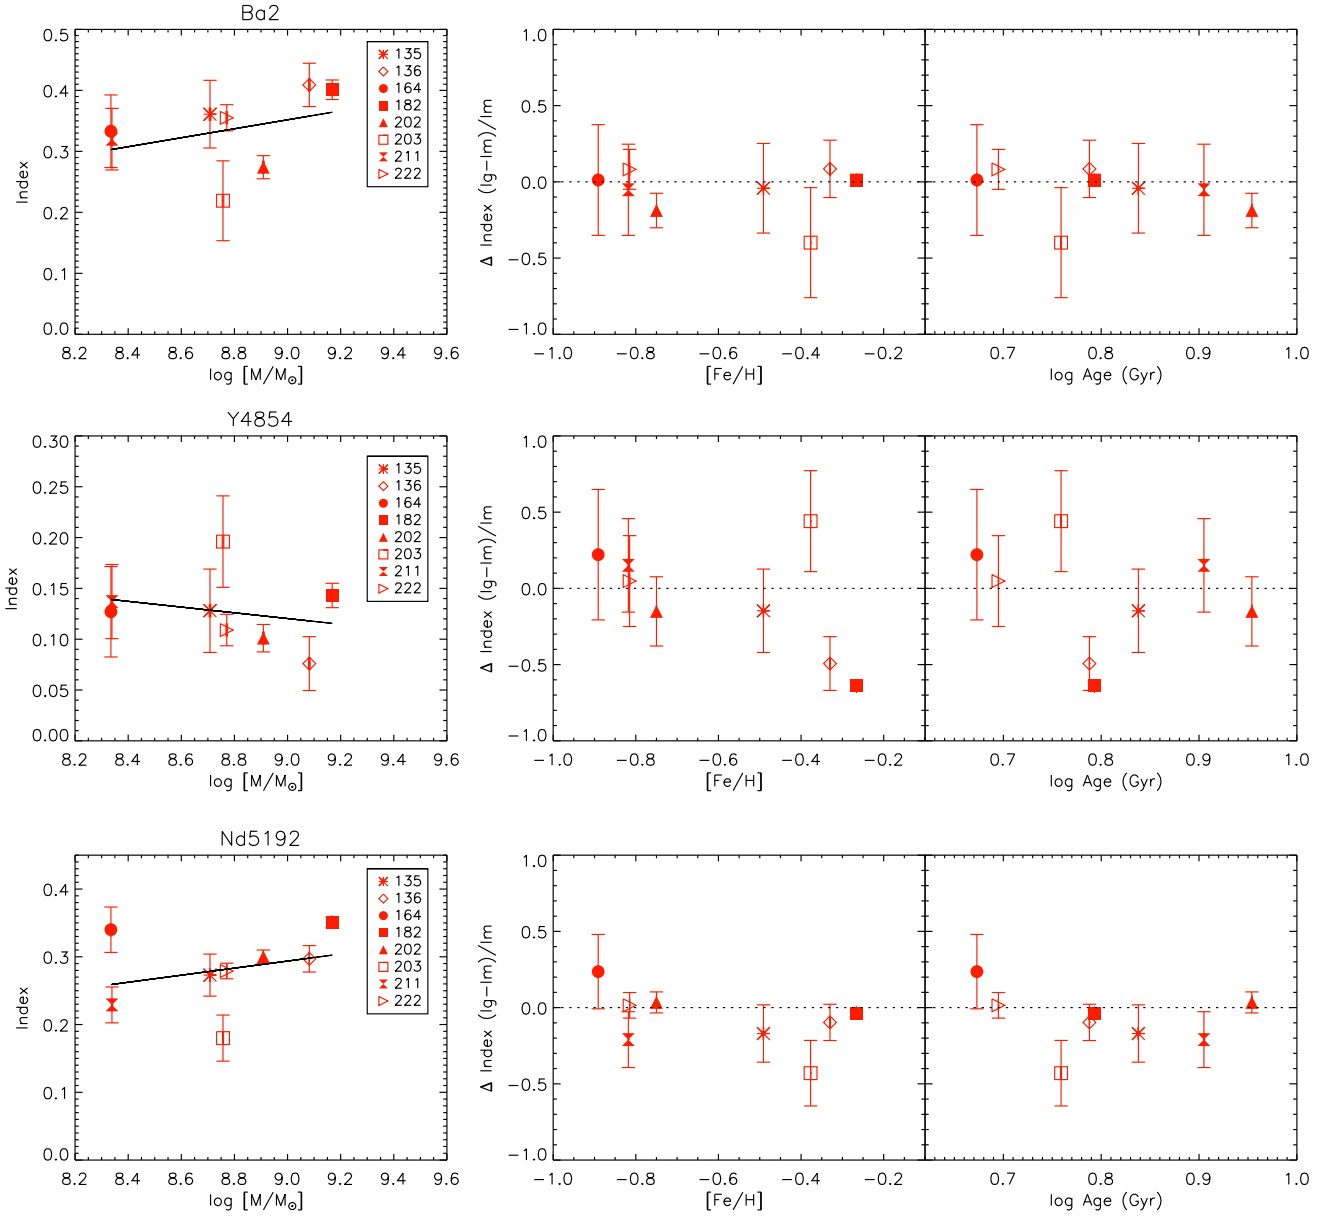 Ba2
0.5
0.4
0.3
0.2
0.1
0.0
Index
8.2 8.4 8.6 8.8 9.0 9.2 9.4 9.6
log [M/M⊙]
135
136
164
182
202
203
211
222
1.0
0.5
0.0
−0.5
−1.0
Δ Index (Ig−Im)/Im
−1.0 −0.8 −0.6 −0.4 −0.2
[Fe/H]
0.7 0.8 0.9 1.0
log Age (Gyr)
Y4854
0.30
0.25
0.20
0.15
0.10
0.05
0.00
Index
8.2 8.4 8.6 8.8 9.0 9.2 9.4 9.6
log [M/M⊙]
135
136
164
182
202
203
211
222
1.0
0.5
0.0
−0.5
−1.0
Δ Index (Ig−Im)/Im
−1.0 −0.8 −0.6 −0.4 −0.2
[Fe/H]
0.7 0.8 0.9 1.0
log Age (Gyr)
Nd5192
0.4
0.3
0.2
0.1
0.0
Index
8.2 8.4 8.6 8.8 9.0 9.2 9.4 9.6
log [M/M⊙]
135
136
164
182
202
203
211
222
1.0
0.5
0.0
−0.5
−1.0
Δ Index (Ig−Im)/Im
−1.0 −0.8 −0.6 −0.4 −0.2
[Fe/H]
0.7 0.8 0.9 1.0
log Age (Gyr)